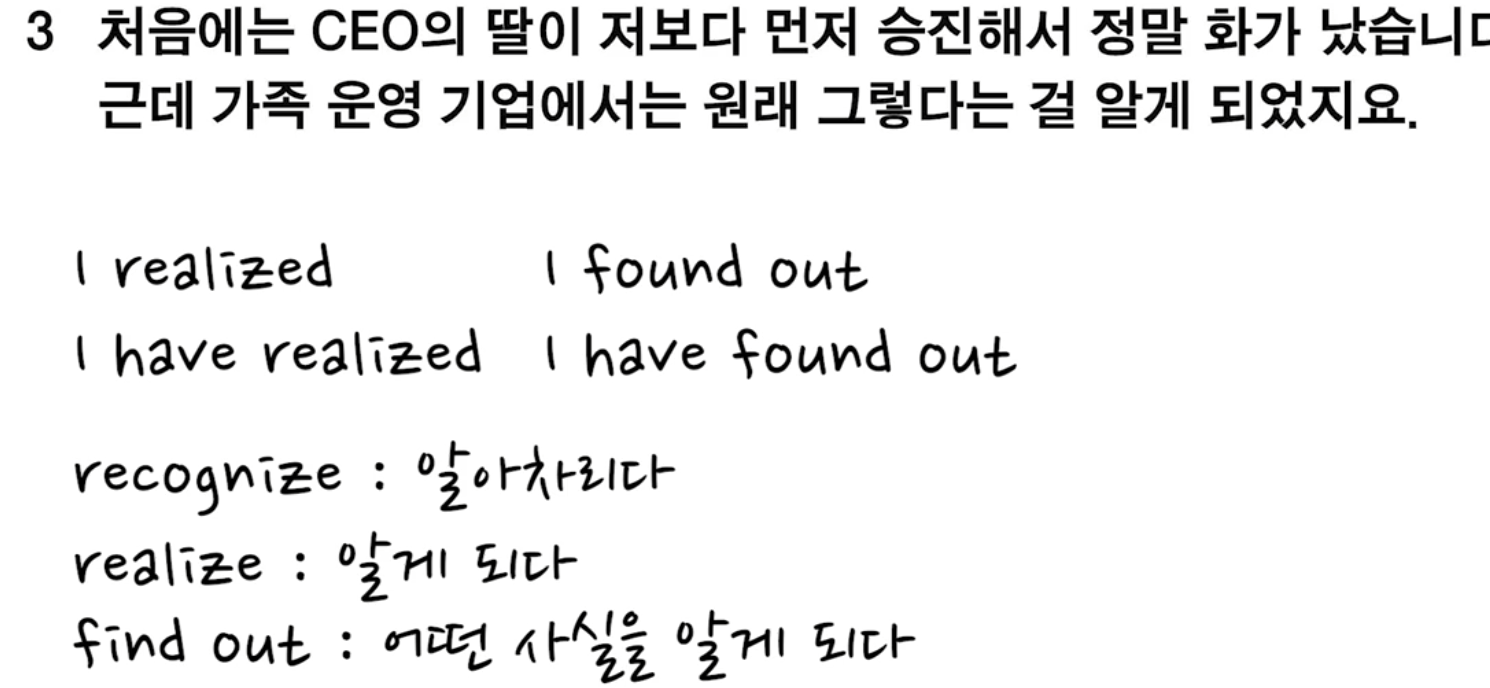 3 처음에는 CEO의 딸이 저보다 먼저 승진해서 정말 화가 났습니다
근데 가족 운영 기업에서는 원래 그렇다는 걸 알게 되었지요.
I realized I found out
I have realized I have found out
recognize : 알아차리다
realize : 알게 되다
find out : 어떤 사실을 알게 되다